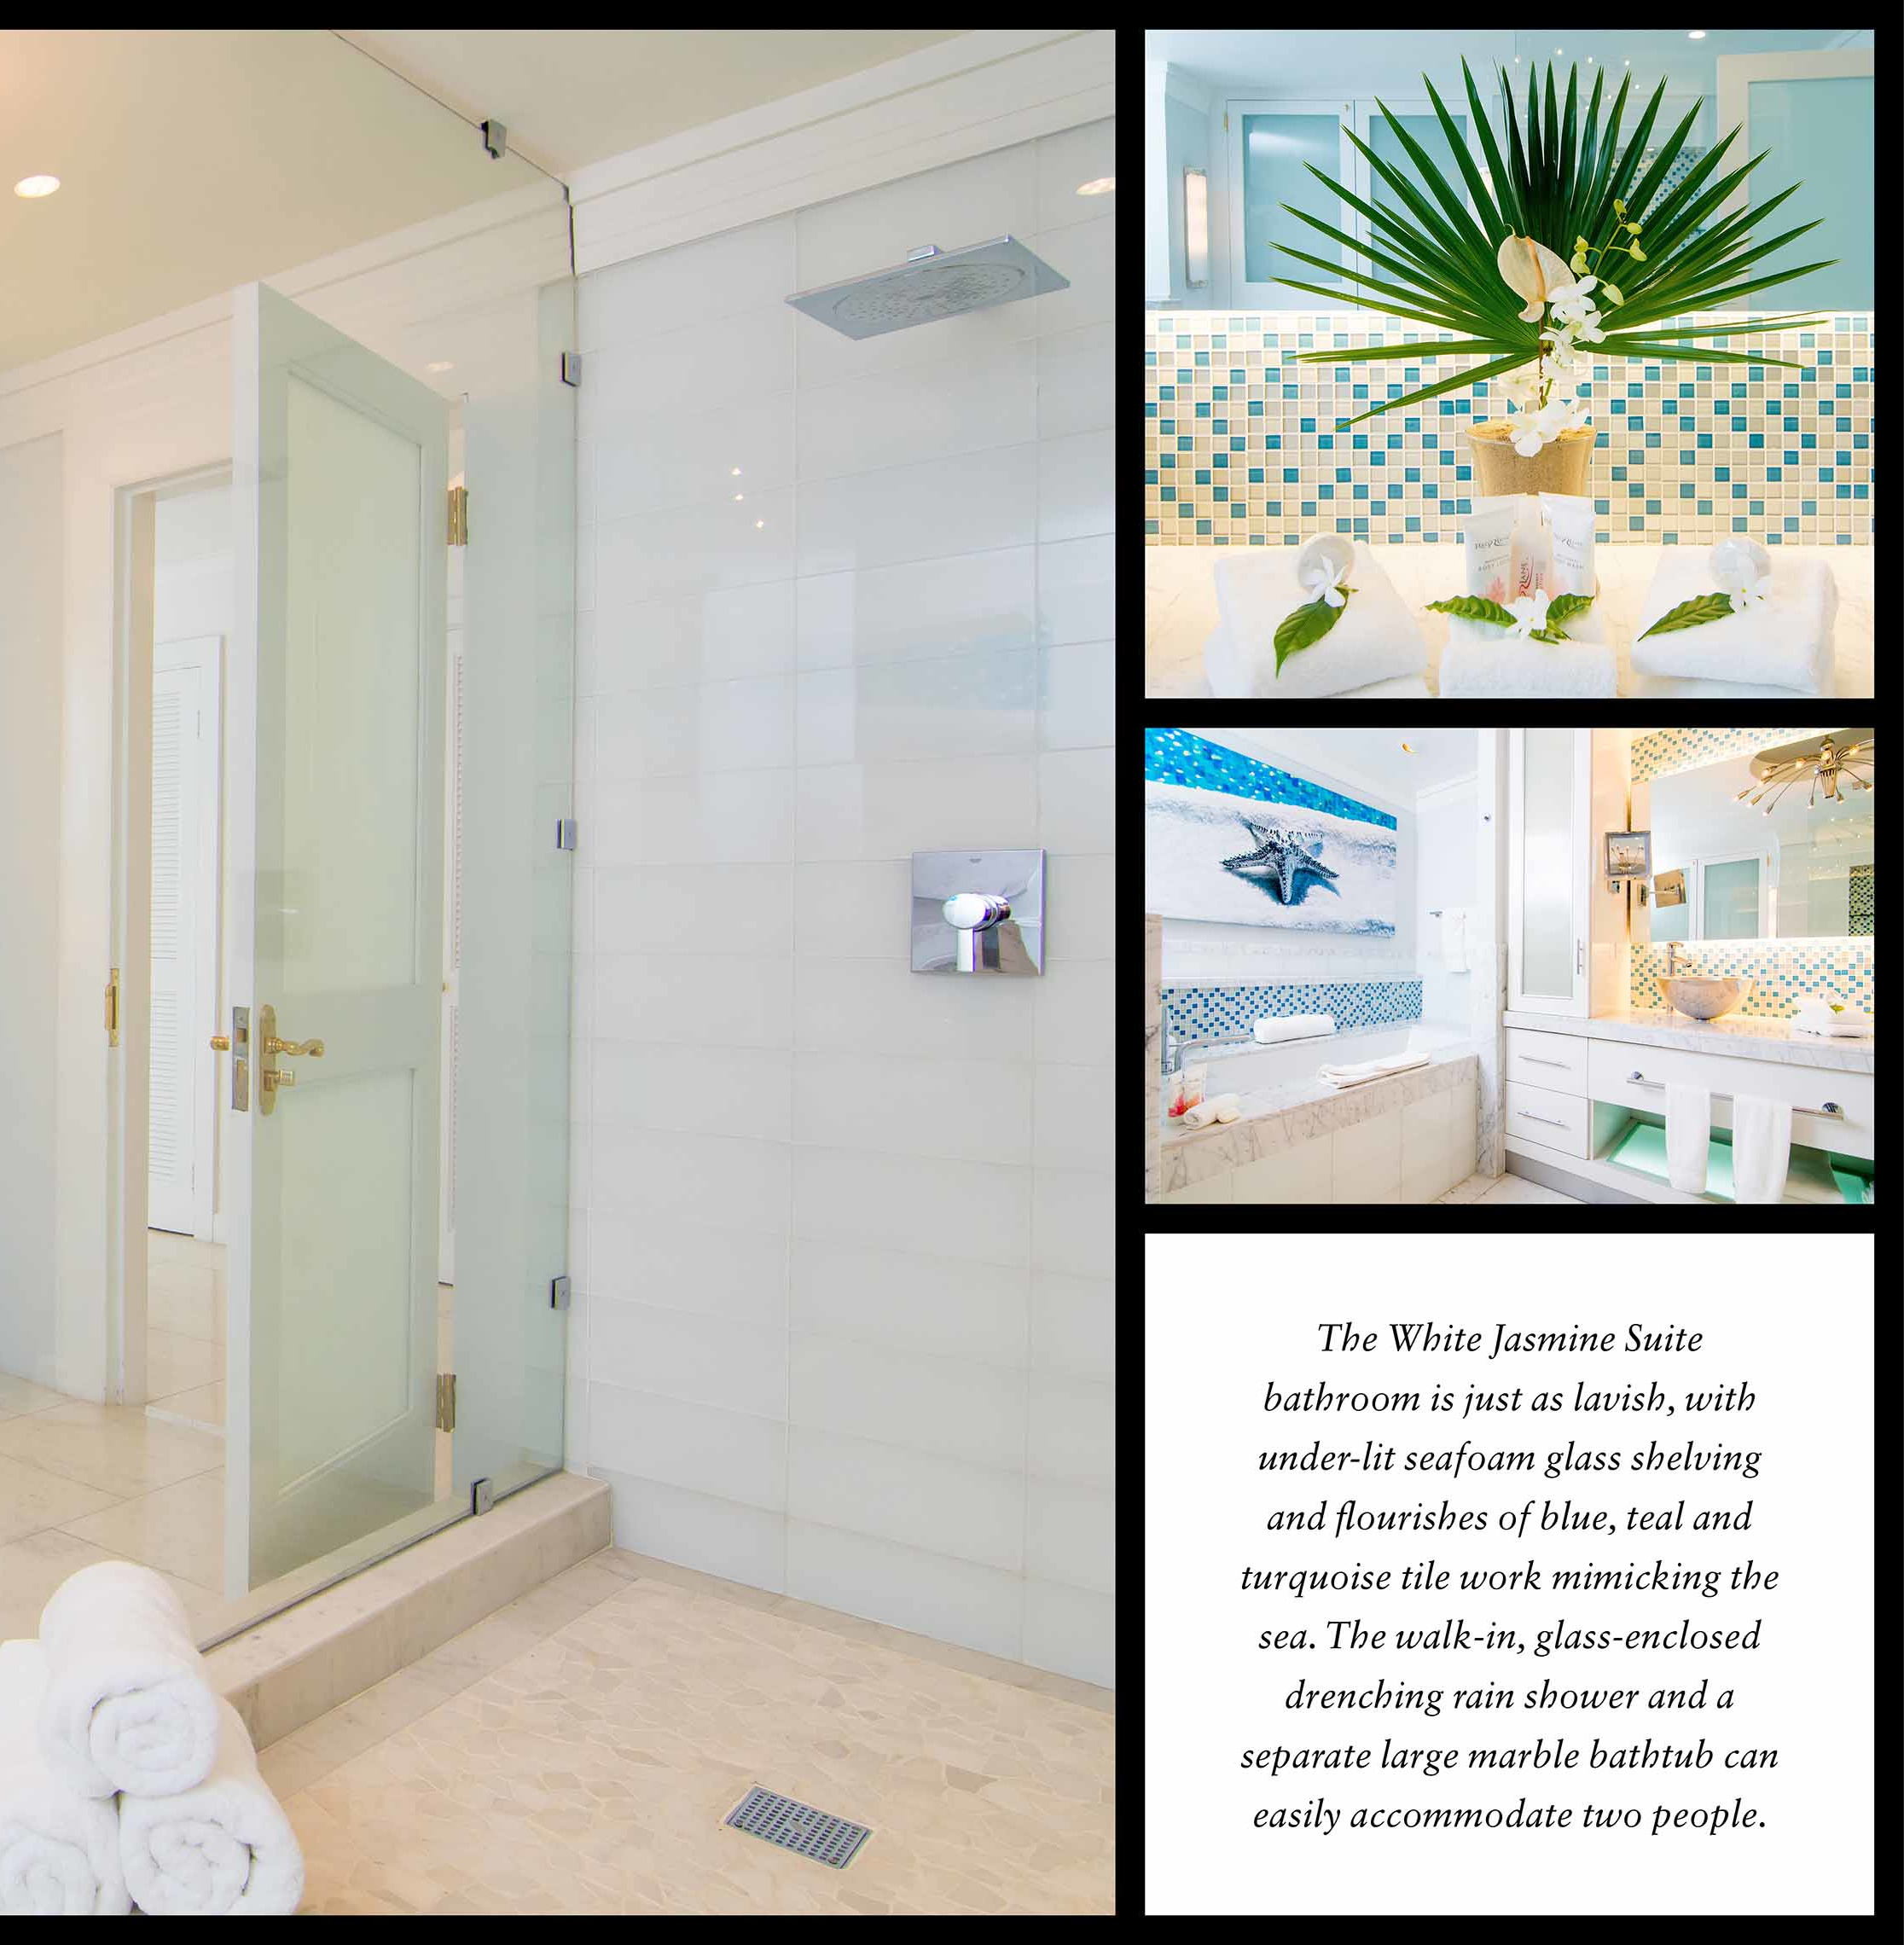 BODY WASH
The White Jasmine Suite
bathroom is just as lavish, with
under-lit seafoam glass shelving
and flourishes of blue, teal and
turquoise tile work mimicking the
sea. The walk-in, glass-enclosed
drenching rain shower and a
separate large marble bathtub can
easily accommodate two people.